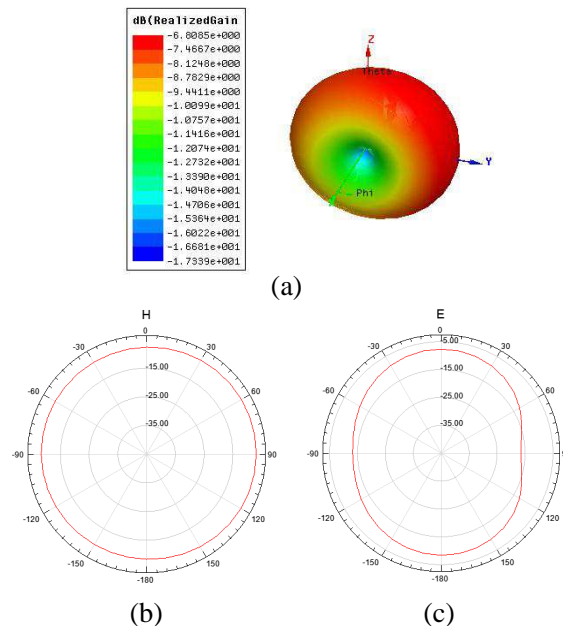 dB(RealizedGain
-6.8085e+000
-7.4667e+000
-8.1248e+000
-8.7829e+000
-9.4411e+000
-1.0099e+001
-1.0757e+001
-1.1416e+001
-1.2074e+001
-1.2732e+001
-1.3390e+001
-1.4048e+001
-1.4706e+001
-1.5364e+001
-1.6022e+001
-1.6681e+001
-1.7339e+001
Z
Theta
Y
Phi
(a)
H
0
-30 30
-60 60
-90 90
-120 120
-150 150
-180
-15.00
-25.00
-35.00
(b)
E
0
-30 30
-60 60
-90 9
-120 120
-150 150
-180
-5.00
-15.00
-25.00
-35.00
(c)